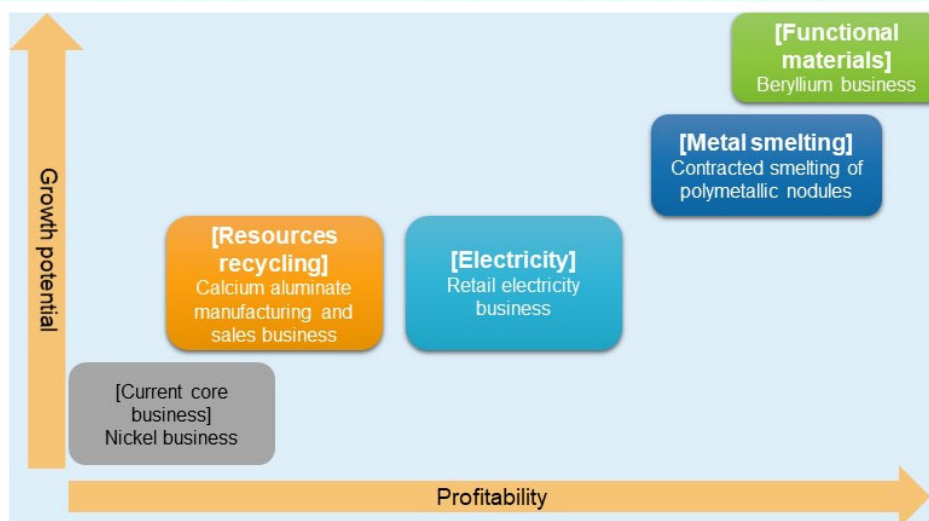 [Functional
materials]
Beryllium business
[Metal smelting]
Contracted smelting of
polymetallic nodules
Growth potential
[Resources
recycling]
Calcium aluminate
manufacturing and
sales business
[Electricity]
Retail electricity
business
[Current core
business]
Nickel business
Profitability